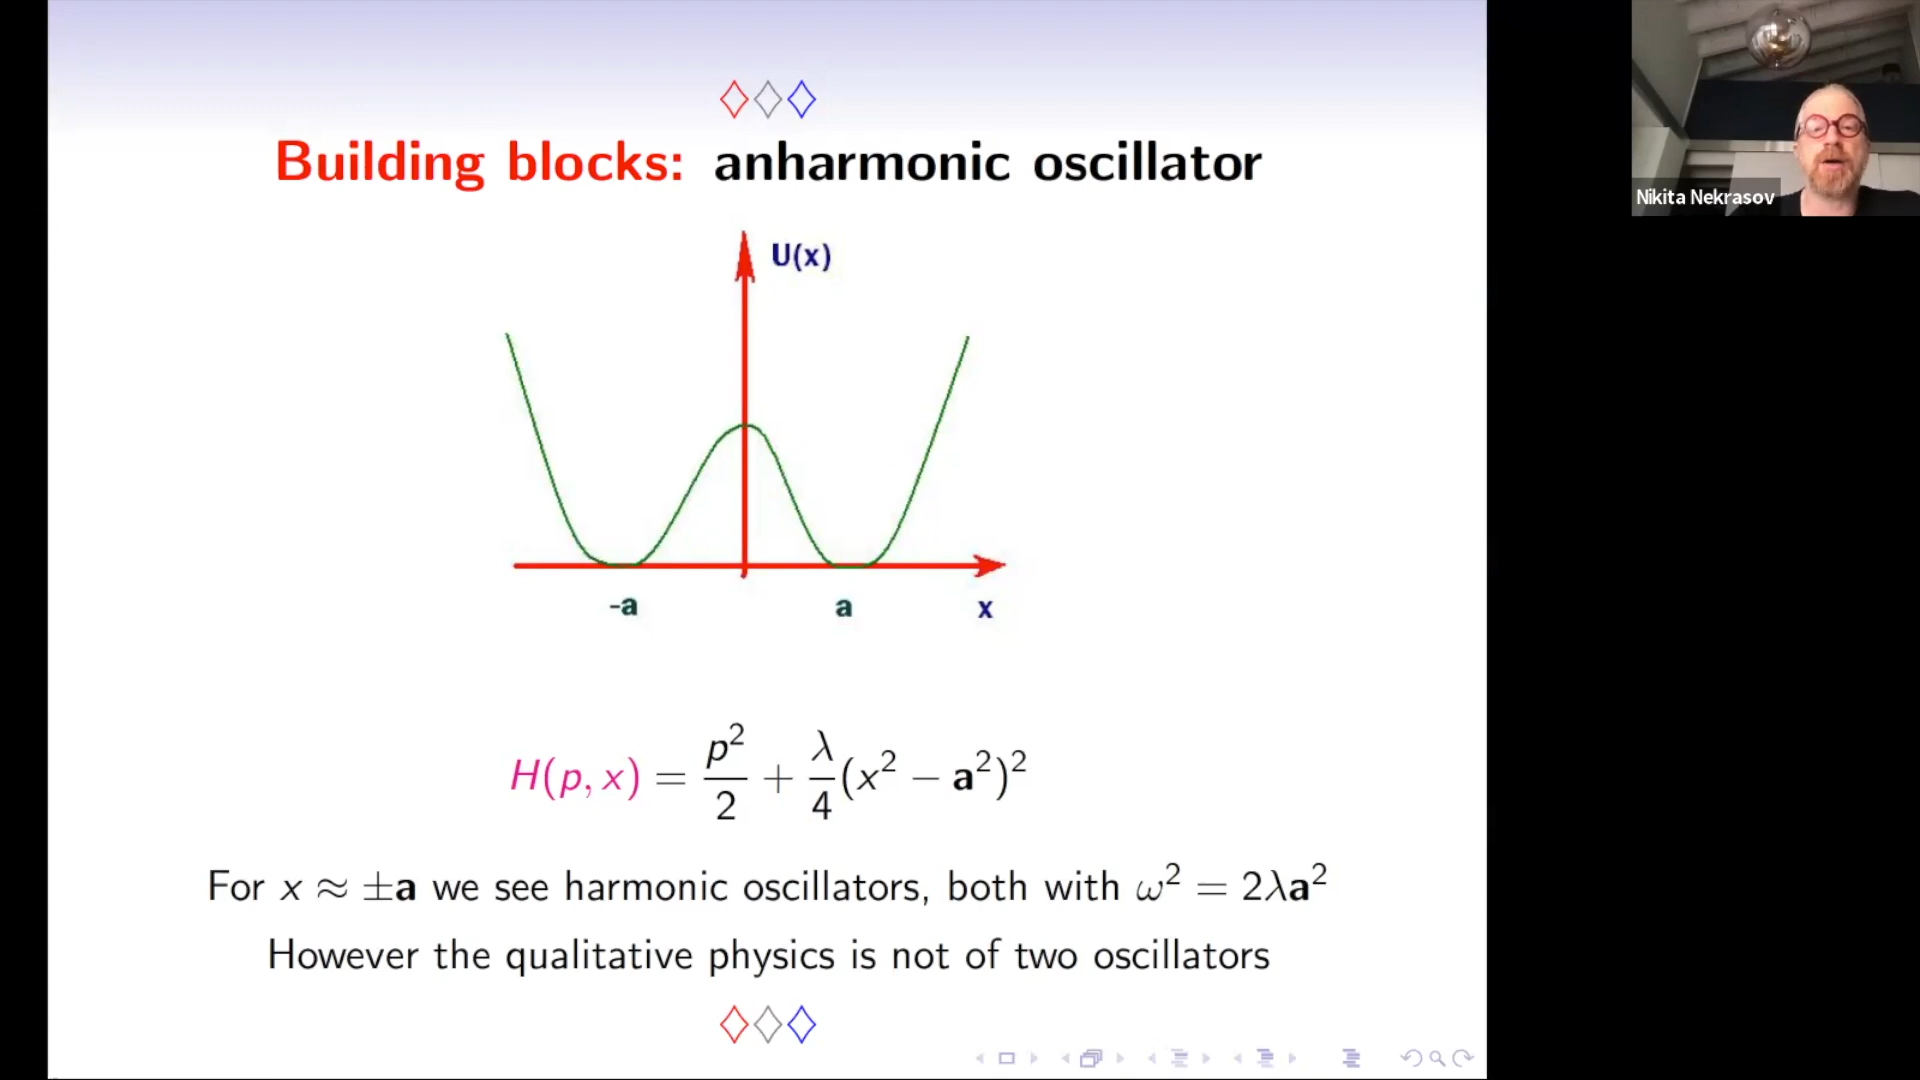 Building blocks: anharmonic oscillator
U(x)
-a a x
H(p, x) = p²/2 + λ/4 (x² − a²)²
For x ≈ ±a we see harmonic oscillators, both with ω² = 2λa²
However the qualitative physics is not of two oscillators
Nikita Nekrasov